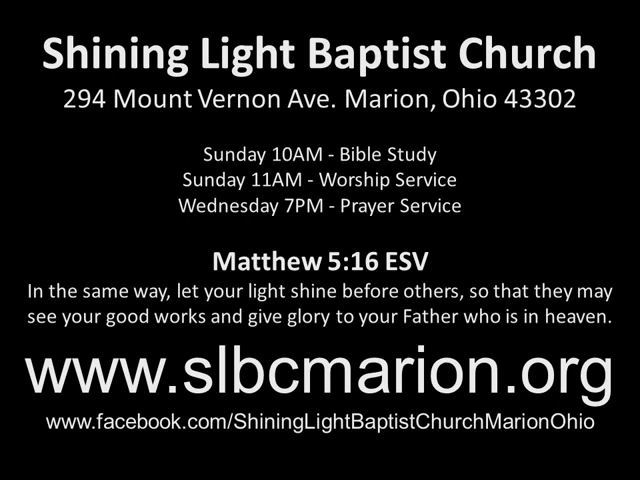 Shining Light Baptist Church
294 Mount Vernon Ave. Marion, Ohio 43302
Sunday 10AM - Bible Study
Sunday 11AM - Worship Service
Wednesday 7PM - Prayer Service
Matthew 5:16 ESV
In the same way, let your light shine before others, so that they may
see your good works and give glory to your Father who is in heaven.
www.slbcmarion.org
www.facebook.com/ShiningLightBaptistChurchMarionOhio